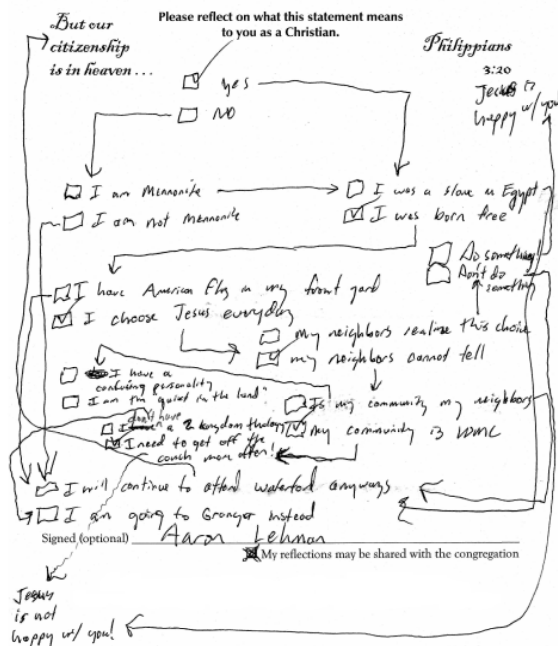 But our
citizenship
is in heaven . . .
Please reflect on what this statement means
to you as a Christian.
Philippians
3:20
Jesus is
happy w/ you
yes
NO
I am Mennonite
I am not mennonite
I was a slave in Egypt
I was born free
Do something!
Don't do
something
I have American Flag in my front yard
I choose Jesus everyday
my neighbors realize this choice
my neighbors cannot tell
I have a
confusing personality
I am the "quiet in the land"
Is my community my neighbors
My community is WMC
I don't have a 2 kingdom theology
I need to get off the
couch more often!
I will continue to attend waterford anyways
I am going to Granger instead
Signed (optional) Aaron Lehman
My reflections may be shared with the congregation
Jesus
is not
happy w/ you!